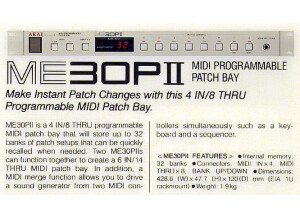 AKAI
ME30PII
32
ME30PII MIDI PROGRAMMABLE
PATCH BAY
Make Instant Patch Changes with this 4 IN/8 THRU
Programmable MIDI Patch Bay.
ME30PII is a 4 IN/8 THRU programmable
MIDI patch bay that will store up to 32
banks of patch setups that can be quickly
recalled when needed. Two ME30PIIs
can function together to create a 6 IN/14
THRU MIDI patch bay. In addition, a
MIDI merge function allows you to drive
a sound generator from two MIDI con-
trollers simultaneously such as a key-
board and a sequencer.
<ME30PII FEATURES> ● Internal memory:
32 banks ● Connectors: MIDI IN×4 MIDI
THRU×8, BANK UP/DOWN ● Dimensions:
428.6 (W)×47.7 (H)×120(D) mm (EIA 1U
rackmount) ● Weight 1.9kg